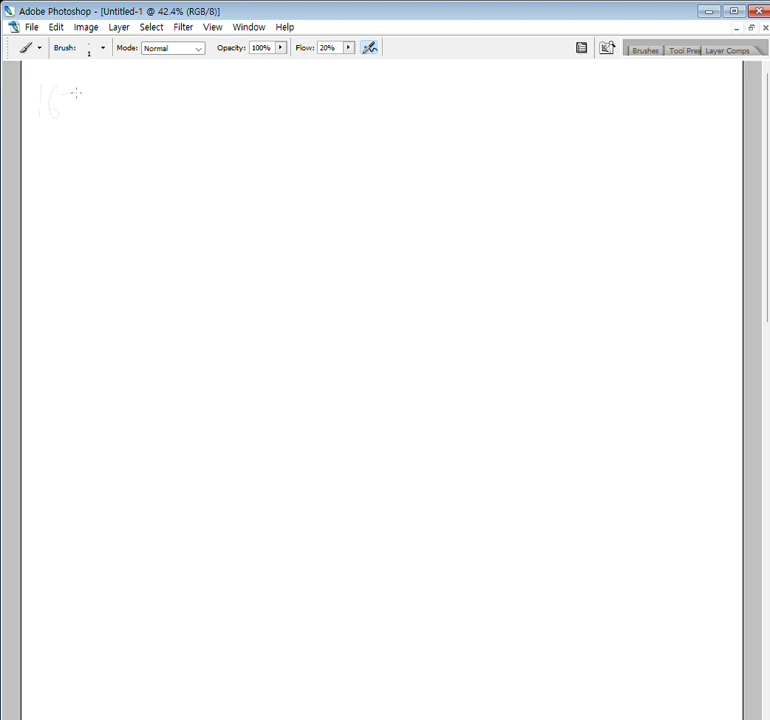 Adobe Photoshop - [Untitled-1 @ 42.4% (RGB/8)]
File Edit Image Layer Select Filter View Window Help
Brush: 1 Mode: Normal Opacity: 100% Flow: 20% Brushes Tool Pres Layer Comps
16